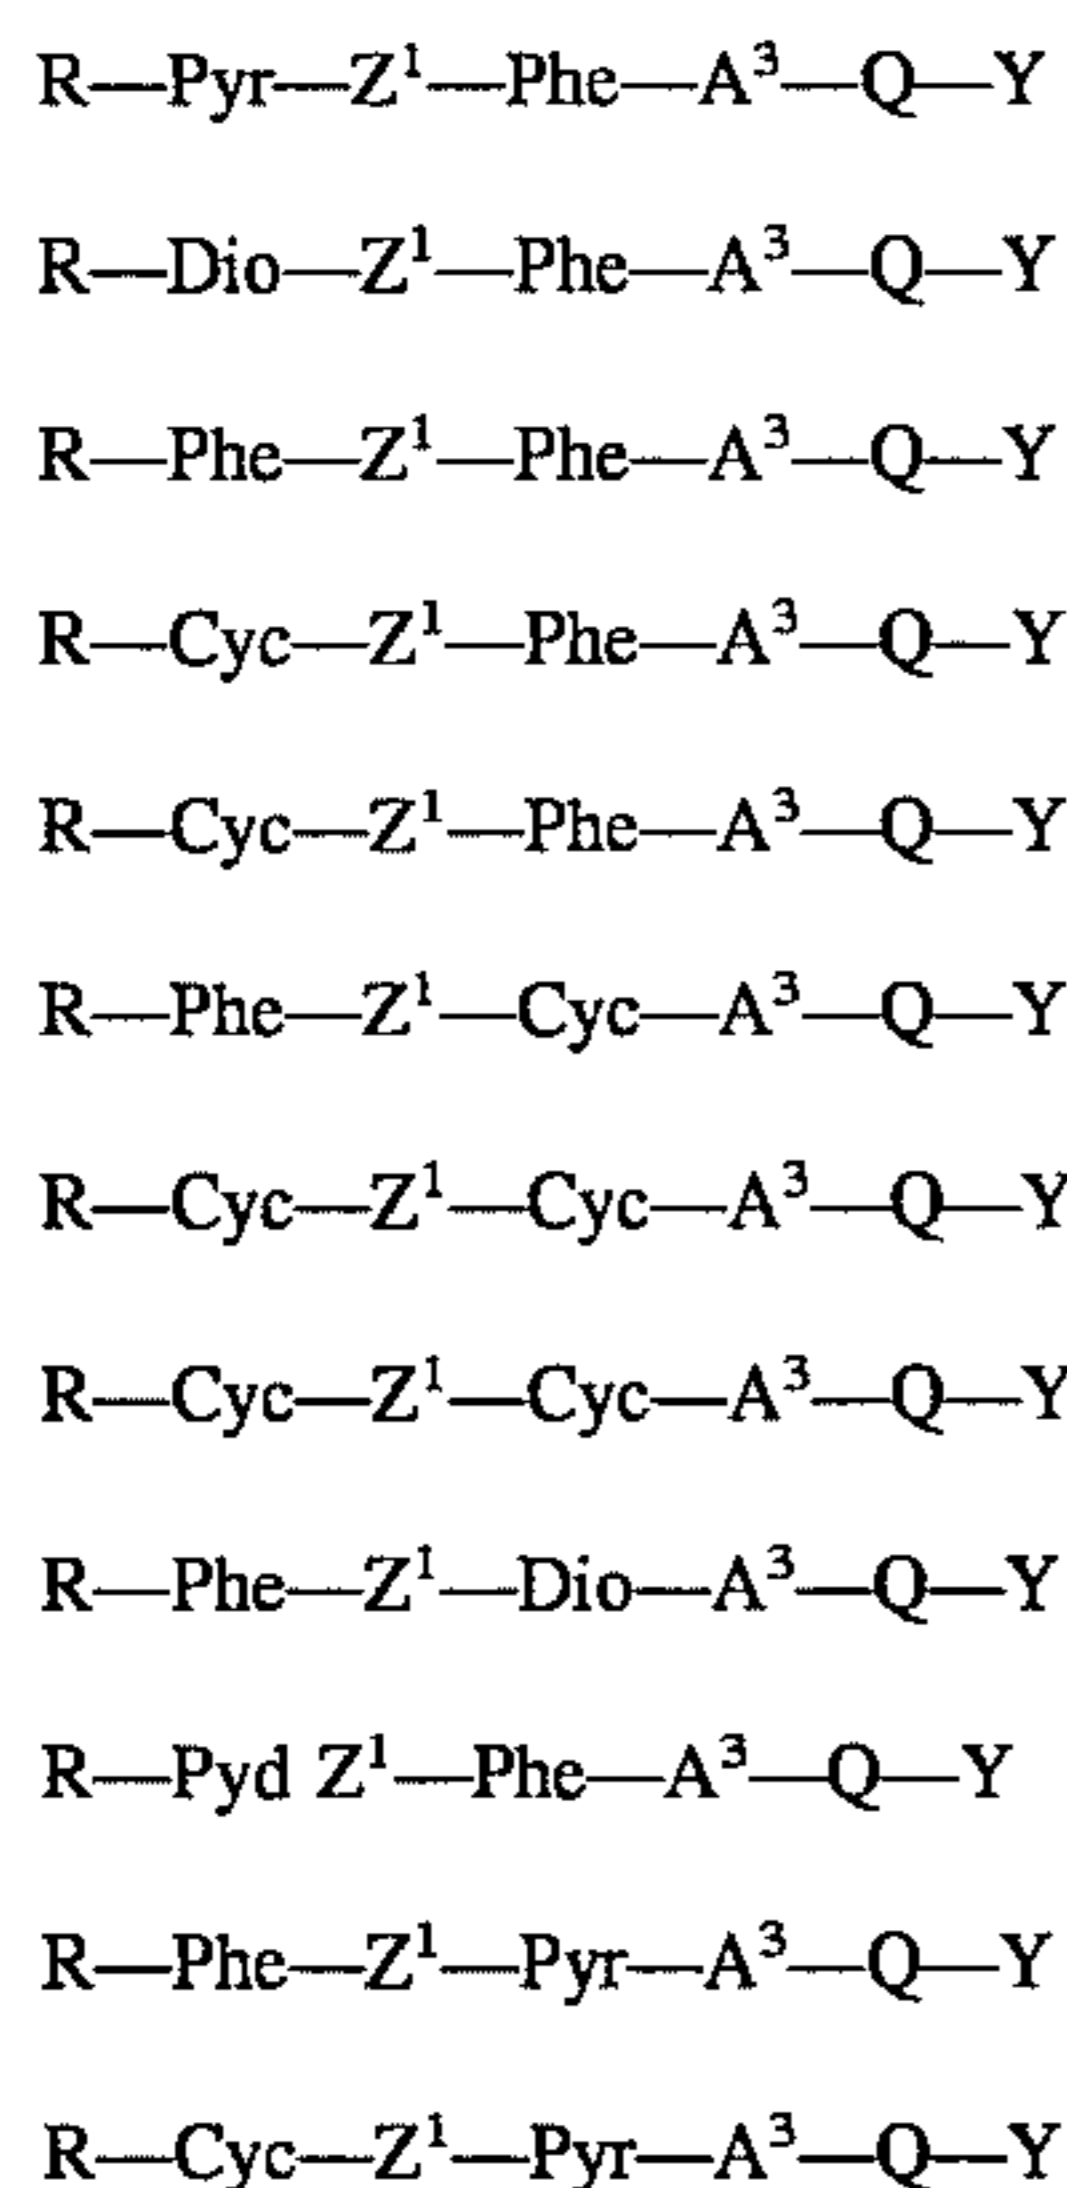 R—Pyr—Z¹—Phe—A³—Q—Y
R—Dio—Z¹—Phe—A³—Q—Y
R—Phe—Z¹—Phe—A³—Q—Y
R—Cyc—Z¹—Phe—A³—Q—Y
R—Cyc—Z¹—Phe—A³—Q—Y
R—Phe—Z¹—Cyc—A³—Q—Y
R—Cyc—Z¹—Cyc—A³—Q—Y
R—Cyc—Z¹—Cyc—A³—Q—Y
R—Phe—Z¹—Dio—A³—Q—Y
R—Pyd Z¹—Phe—A³—Q—Y
R—Phe—Z¹—Pyr—A³—Q—Y
R—Cyc—Z¹—Pyr—A³—Q—Y